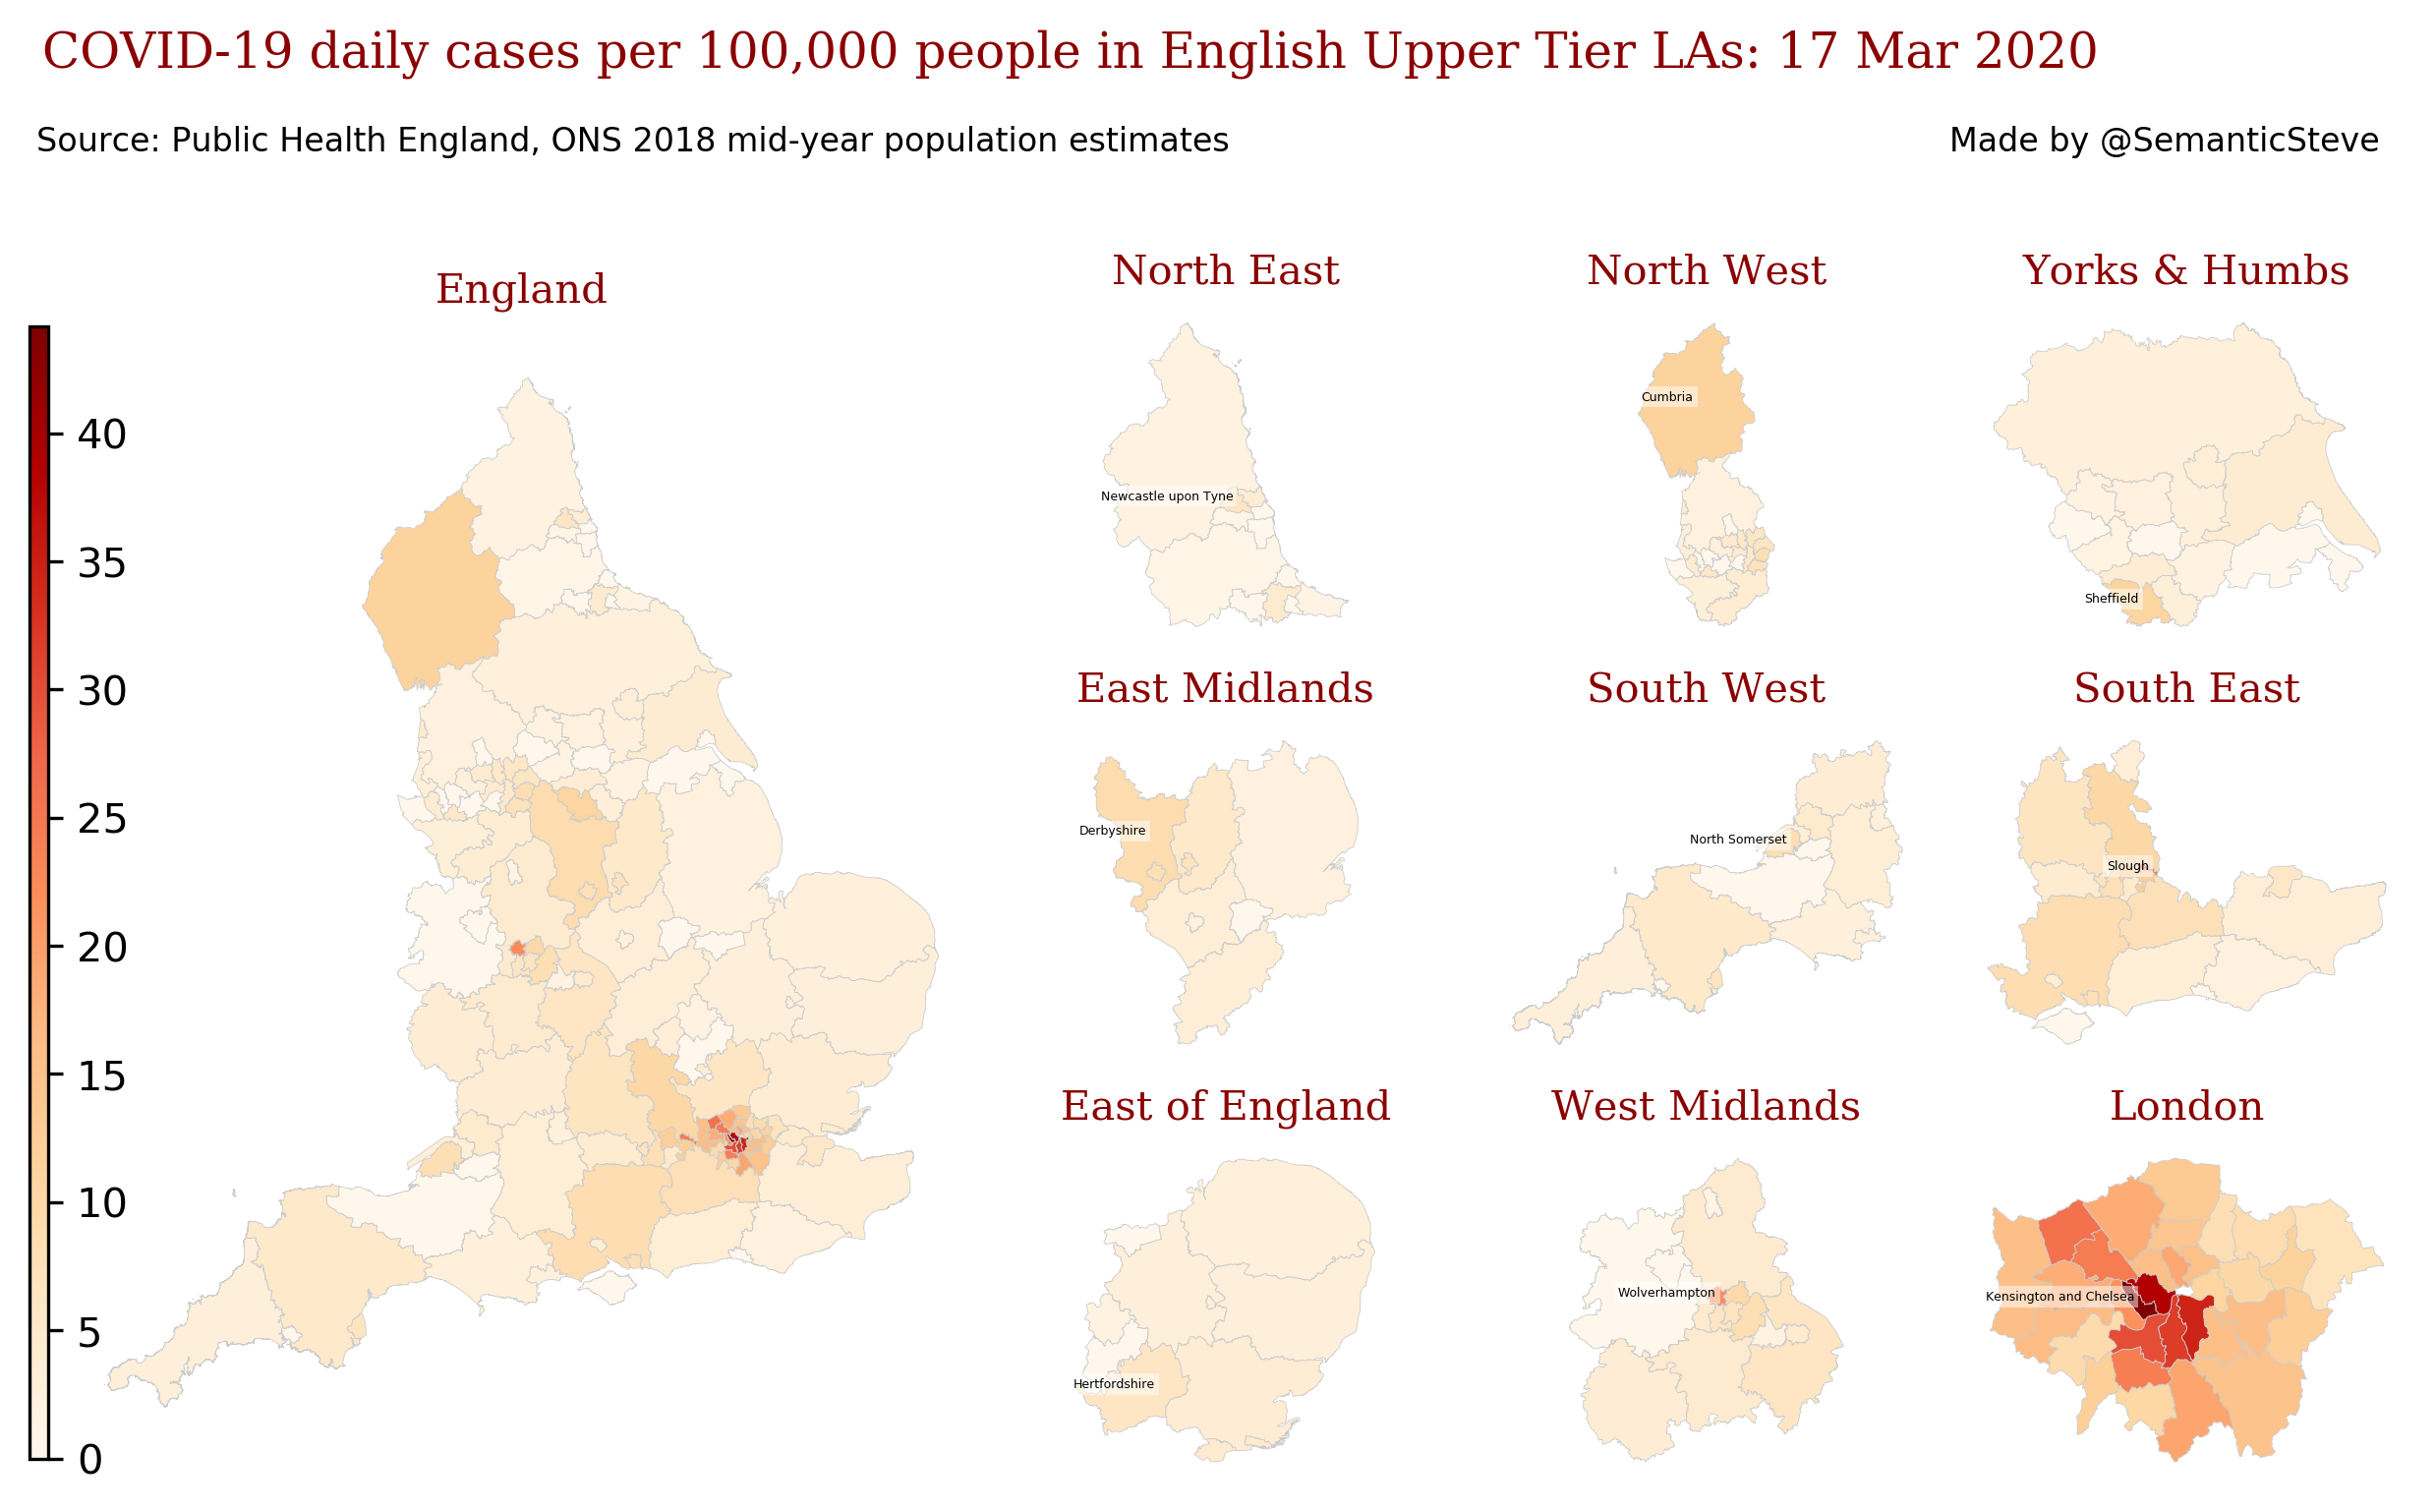 COVID-19 daily cases per 100,000 people in English Upper Tier LAs: 17 Mar 2020
Source: Public Health England, ONS 2018 mid-year population estimates
Made by @SemanticSteve
England
40
35
30
25
20
15
10
5
0
North East
Newcastle upon Tyne
North West
Cumbria
Yorks & Humbs
Sheffield
East Midlands
Derbyshire
South West
North Somerset
South East
Slough
East of England
Hertfordshire
West Midlands
Wolverhampton
London
Kensington and Chelsea